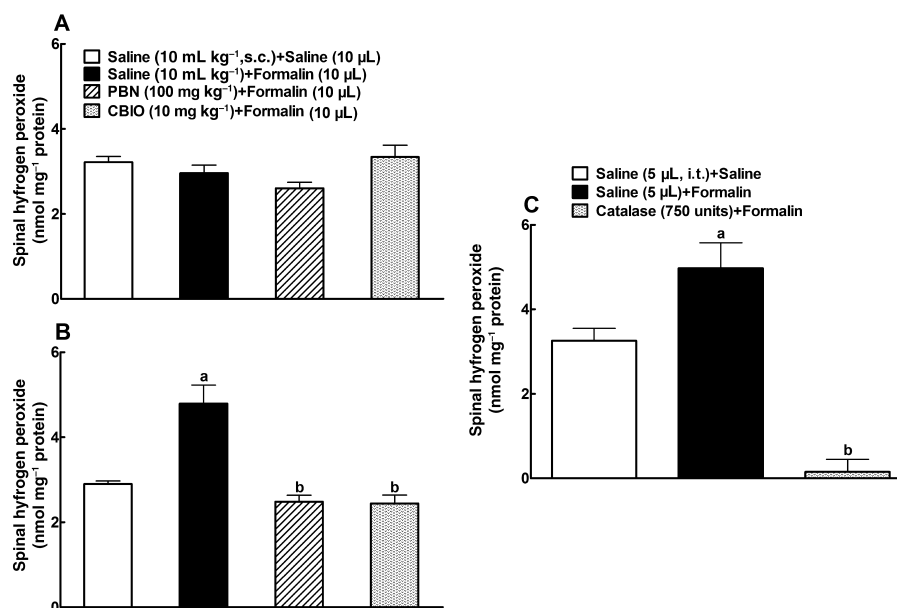 A
6
4
2
0
Spinal hyfrogen peroxide
(nmol mg⁻¹ protein)
Saline (10 mL kg⁻¹,s.c.)+Saline (10 µL)
Saline (10 mL kg⁻¹)+Formalin (10 µL)
PBN (100 mg kg⁻¹)+Formalin (10 µL)
CBIO (10 mg kg⁻¹)+Formalin (10 µL)
B
6
4
2
0
Spinal hyfrogen peroxide
(nmol mg⁻¹ protein)
a
b
b
Saline (5 µL, i.t.)+Saline
Saline (5 µL)+Formalin
Catalase (750 units)+Formalin
C
6
4
2
0
Spinal hyfrogen peroxide
(nmol mg⁻¹ protein)
a
b